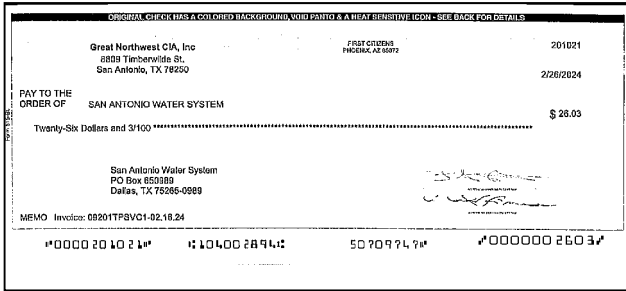 ORIGINAL CHECK HAS A COLORED BACKGROUND, VOID PANTO & A HEAT SENSITIVE ICON - SEE BACK FOR DETAILS
Great Northwest CIA, Inc
8809 Timberwilde St.
San Antonio, TX 78250
FIRST CITIZENS
PHOENIX, AZ 85072
201021
2/26/2024
PAY TO THE
ORDER OF SAN ANTONIO WATER SYSTEM
$ 26.03
Twenty-Six Dollars and 3/100 ****************************************************************************
San Antonio Water System
PO Box 650989
Dallas, TX 75265-0989
MEMO Invoice: 09201TPSVC1-02.16.24
⑈0000201021⑈ ⑆104002894⑆ 50709747⑈ ⑈0000002603⑈